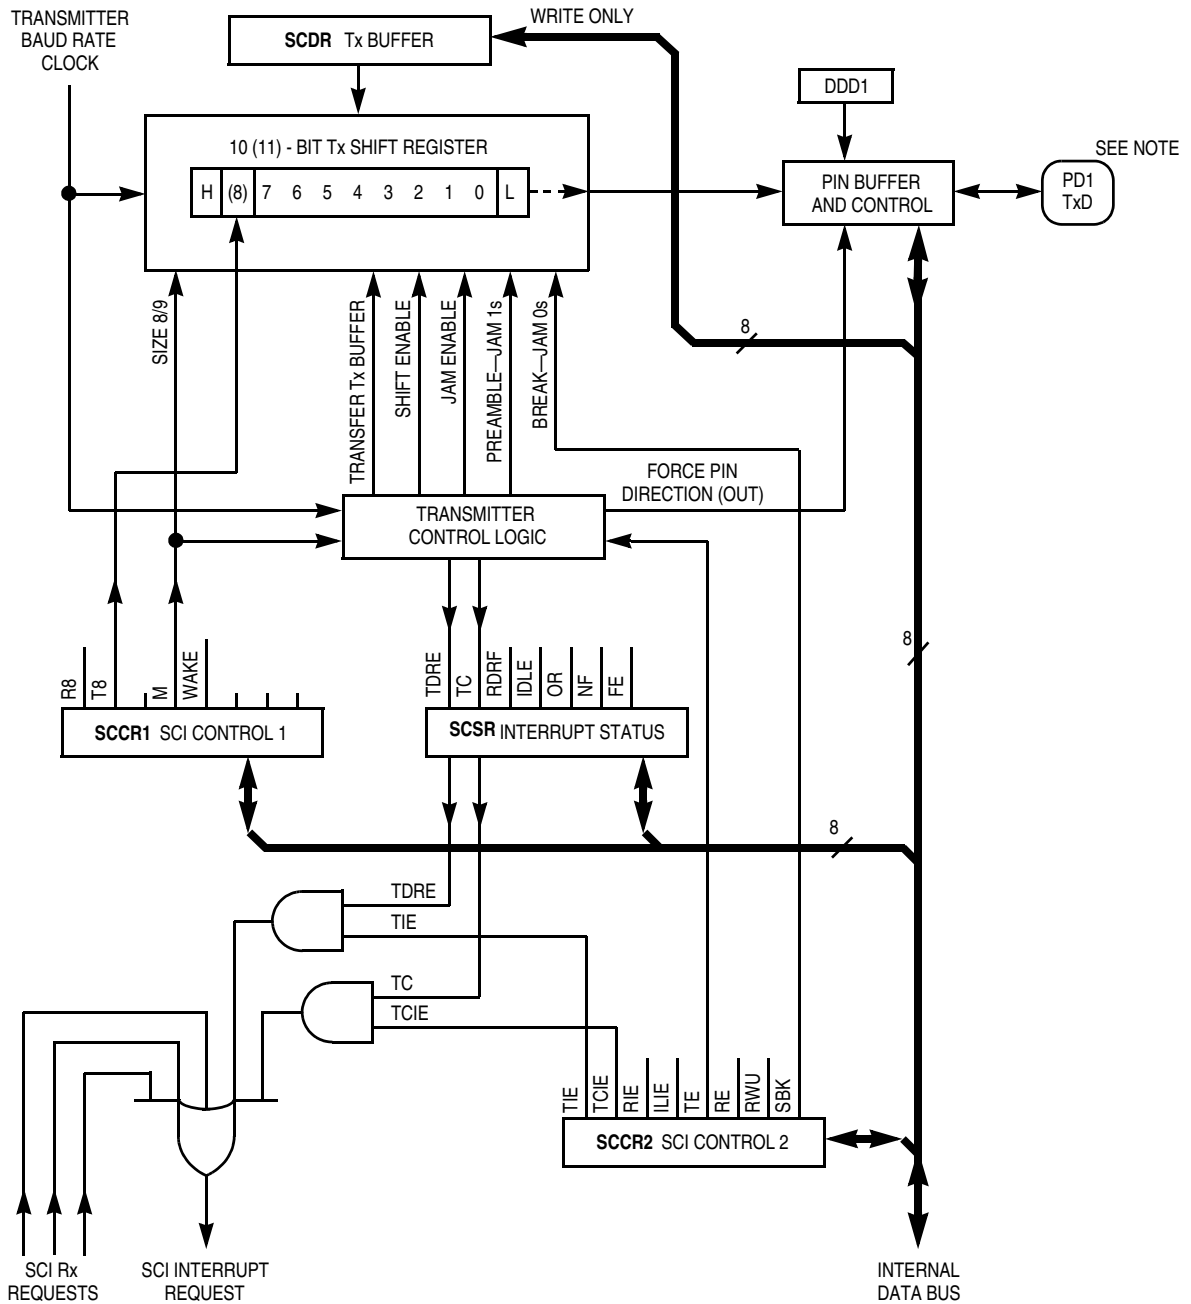 TRANSMITTER
BAUD RATE
CLOCK
SCDR Tx BUFFER
WRITE ONLY
DDD1
10 (11) - BIT Tx SHIFT REGISTER
H (8) 7 6 5 4 3 2 1 0 L
PIN BUFFER
AND CONTROL
SEE NOTE
PD1
TxD
SIZE 8/9
TRANSFER Tx BUFFER
SHIFT ENABLE
JAM ENABLE
PREAMBLE—JAM 1s
BREAK—JAM 0s
8
FORCE PIN
DIRECTION (OUT)
TRANSMITTER
CONTROL LOGIC
8
R8
T8
M
WAKE
TDRE
TC
RDRF
IDLE
OR
NF
FE
SCCR1 SCI CONTROL 1
SCSR INTERRUPT STATUS
8
TDRE
TIE
TC
TCIE
TIE
TCIE
RIE
ILIE
TE
RE
RWU
SBK
SCCR2 SCI CONTROL 2
SCI Rx
REQUESTS
SCI INTERRUPT
REQUEST
INTERNAL
DATA BUS